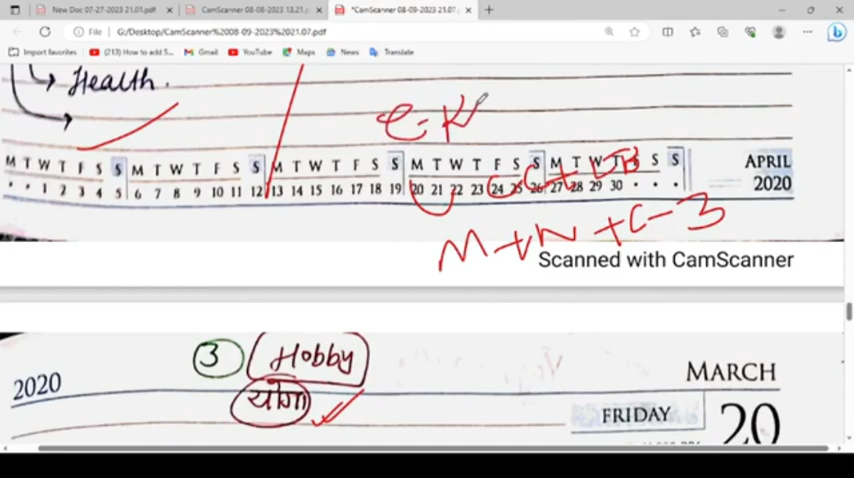 New Doc 07-27-2023 21.01.pdf
CamScanner 08-08-2023 13.21.p
*CamScanner 08-09-2023 21.07.p
File
G:/Desktop/CamScanner%2008-09-2023%2021.07.pdf
Import favorites
(213) How to add S...
Gmail
YouTube
Maps
News
Translate
Health.
e-K
M T W T F S S M T W T F S S M T W T F S S M T W T F S S M T W T F S S APRIL
• • 1 2 3 4 5 6 7 8 9 10 11 12 13 14 15 16 17 18 19 20 21 22 23 24 25 26 27 28 29 30 • • • 2020
M+N+C-3
Scanned with CamScanner
3 Hobby
2020
MARCH
योगा
FRIDAY
20